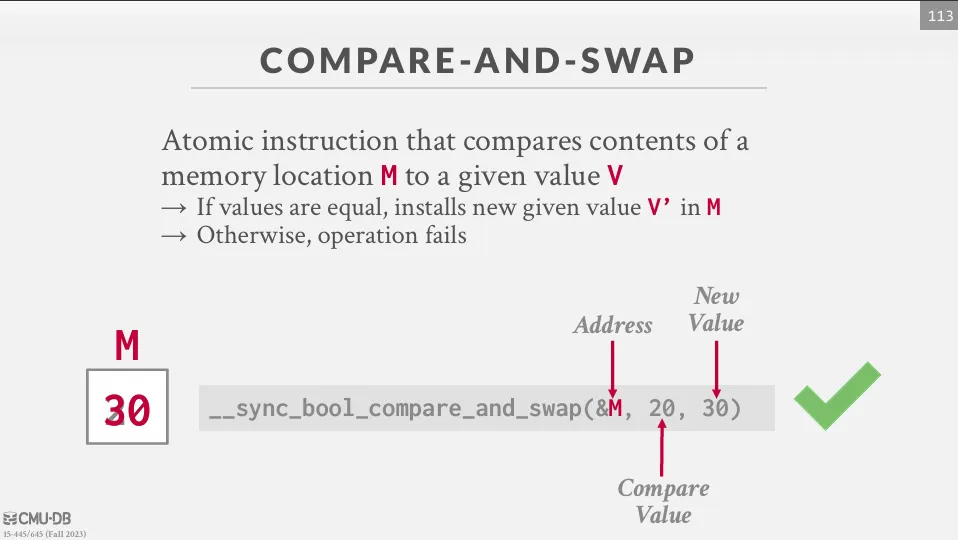 113
COMPARE-AND-SWAP
Atomic instruction that compares contents of a
memory location M to a given value V
→ If values are equal, installs new given value V’ in M
→ Otherwise, operation fails
New
Value
Address
M
30
__sync_bool_compare_and_swap(&M, 20, 30)
Compare
Value
CMU·DB
15-445/645 (Fall 2023)